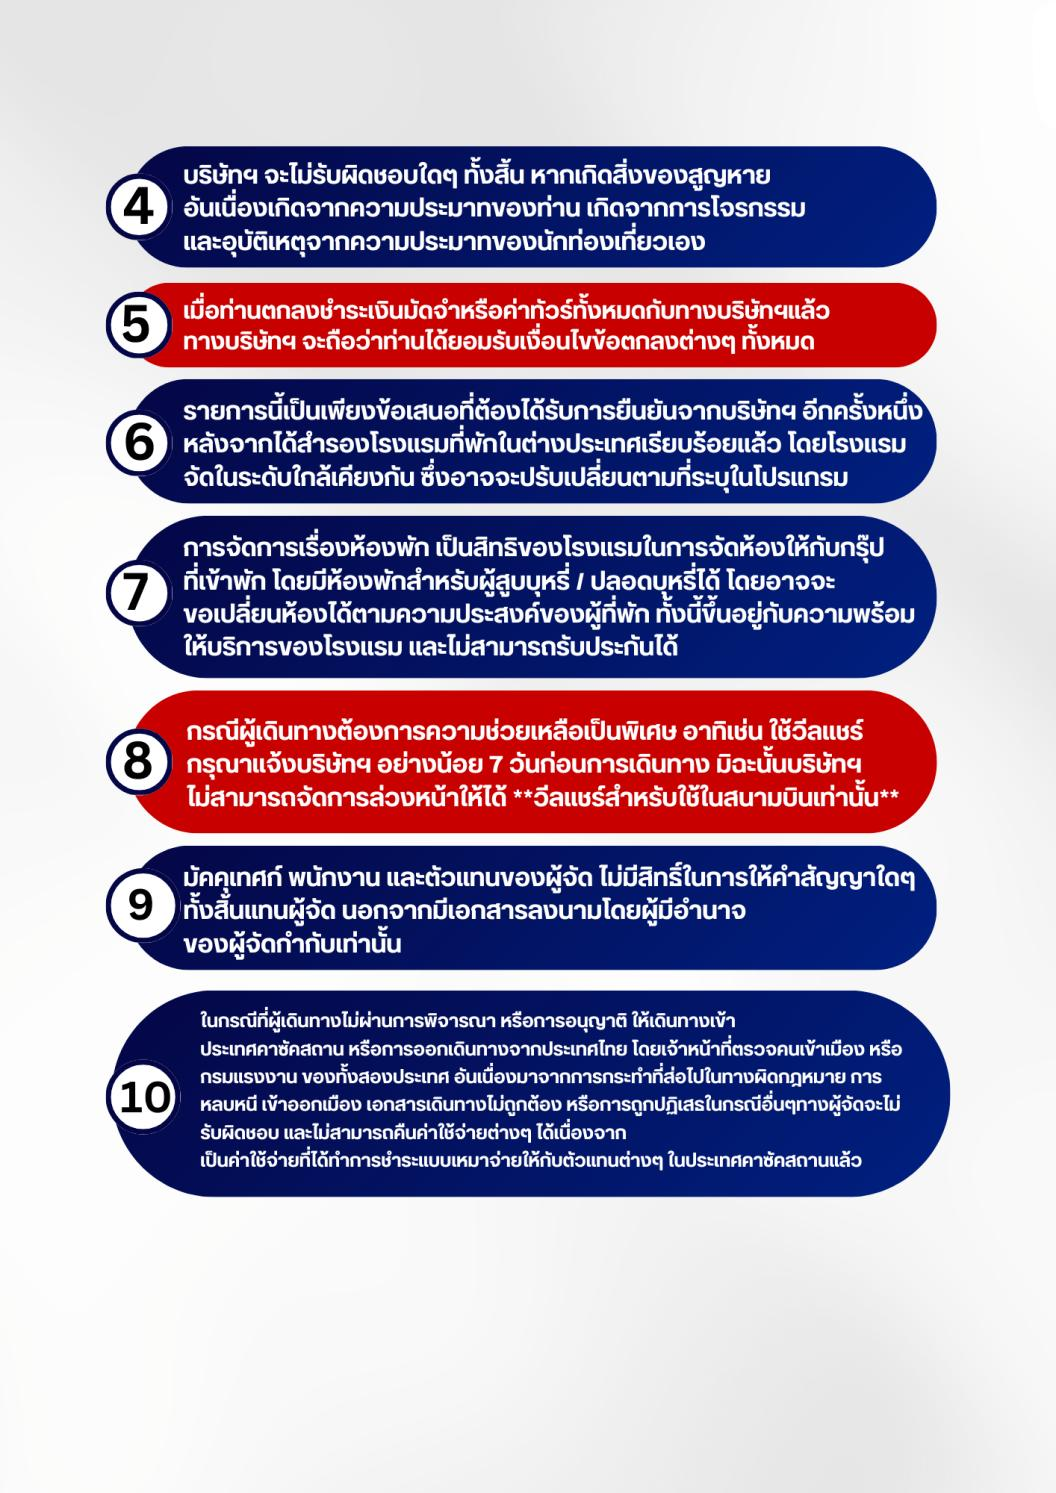 4
บริษัทฯ จะไม่รับผิดชอบใดๆ ทั้งสิ้น หากเกิดสิ่งของสูญหาย
อันเนื่องเกิดจากความประมาทของท่าน เกิดจากการโจรกรรม
และอุบัติเหตุจากความประมาทของนักท่องเที่ยวเอง
5
เมื่อท่านตกลงชำระเงินมัดจำหรือค่าทัวร์ทั้งหมดกับทางบริษัทฯแล้ว
ทางบริษัทฯ จะถือว่าท่านได้ยอมรับเงื่อนไขข้อตกลงต่างๆ ทั้งหมด
6
รายการนี้เป็นเพียงข้อเสนอที่ต้องได้รับการยืนยันจากบริษัทฯ อีกครั้งหนึ่ง
หลังจากได้สำรองโรงแรมที่พักในต่างประเทศเรียบร้อยแล้ว โดยโรงแรม
จัดในระดับใกล้เคียงกัน ซึ่งอาจจะปรับเปลี่ยนตามที่ระบุในโปรแกรม
7
การจัดการเรื่องห้องพัก เป็นสิทธิของโรงแรมในการจัดห้องให้กับกรุ๊ป
ที่เข้าพัก โดยมีห้องพักสำหรับผู้สูบบุหรี่ / ปลอดบุหรี่ได้ โดยอาจจะ
ขอเปลี่ยนห้องได้ตามความประสงค์ของผู้ที่พัก ทั้งนี้ขึ้นอยู่กับความพร้อม
ให้บริการของโรงแรม และไม่สามารถรับประกันได้
8
กรณีผู้เดินทางต้องการความช่วยเหลือเป็นพิเศษ อาทิเช่น ใช้วีลแชร์
กรุณาแจ้งบริษัทฯ อย่างน้อย 7 วันก่อนการเดินทาง มิฉะนั้นบริษัทฯ
ไม่สามารถจัดการล่วงหน้าให้ได้ **วีลแชร์สำหรับใช้ในสนามบินเท่านั้น**
9
มัคคุเทศก์ พนักงาน และตัวแทนของผู้จัด ไม่มีสิทธิ์ในการให้คำสัญญาใดๆ
ทั้งสิ้นแทนผู้จัด นอกจากมีเอกสารลงนามโดยผู้มีอำนาจ
ของผู้จัดกำกับเท่านั้น
10
ในกรณีที่ผู้เดินทางไม่ผ่านการพิจารณา หรือการอนุญาติ ให้เดินทางเข้า
ประเทศคาซัคสถาน หรือการออกเดินทางจากประเทศไทย โดยเจ้าหน้าที่ตรวจคนเข้าเมือง หรือ
กรมแรงงาน ของทั้งสองประเทศ อันเนื่องมาจากการกระทำที่ส่อไปในทางผิดกฎหมาย การ
หลบหนี เข้าออกเมือง เอกสารเดินทางไม่ถูกต้อง หรือการถูกปฏิเสธในกรณีอื่นๆทางผู้จัดจะไม่
รับผิดชอบ และไม่สามารถคืนค่าใช้จ่ายต่างๆ ได้เนื่องจาก
เป็นค่าใช้จ่ายที่ได้ทำการชำระแบบเหมาจ่ายให้กับตัวแทนต่างๆ ในประเทศคาซัคสถานแล้ว